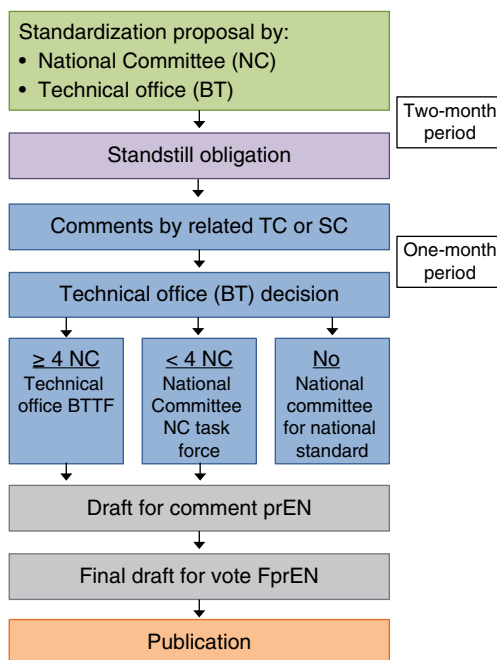 Standardization proposal by:
• National Committee (NC)
• Technical office (BT)
Two-month
period
Standstill obligation
Comments by related TC or SC
One-month
period
Technical office (BT) decision
≥ 4 NC
Technical
office BTTF
< 4 NC
National
Committee
NC task
force
No
National
committee
for national
standard
Draft for comment prEN
Final draft for vote FprEN
Publication